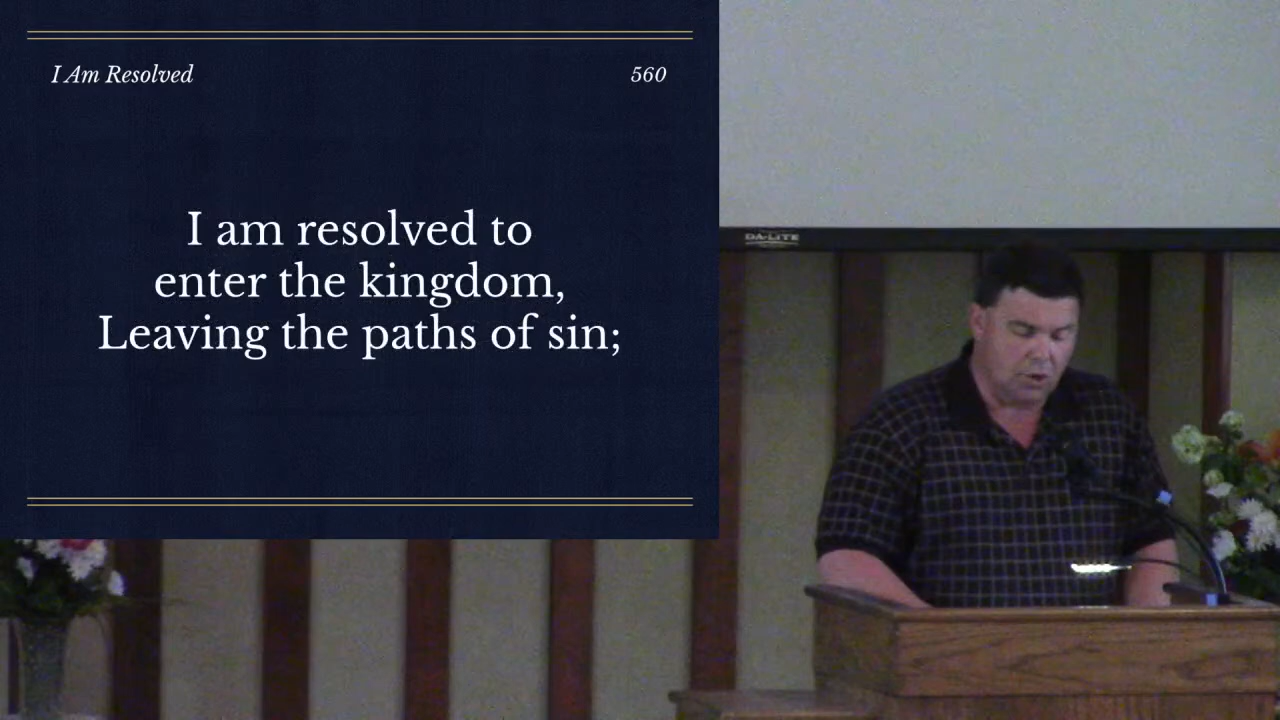 I Am Resolved
560
I am resolved to
enter the kingdom,
Leaving the paths of sin;
DA-LITE